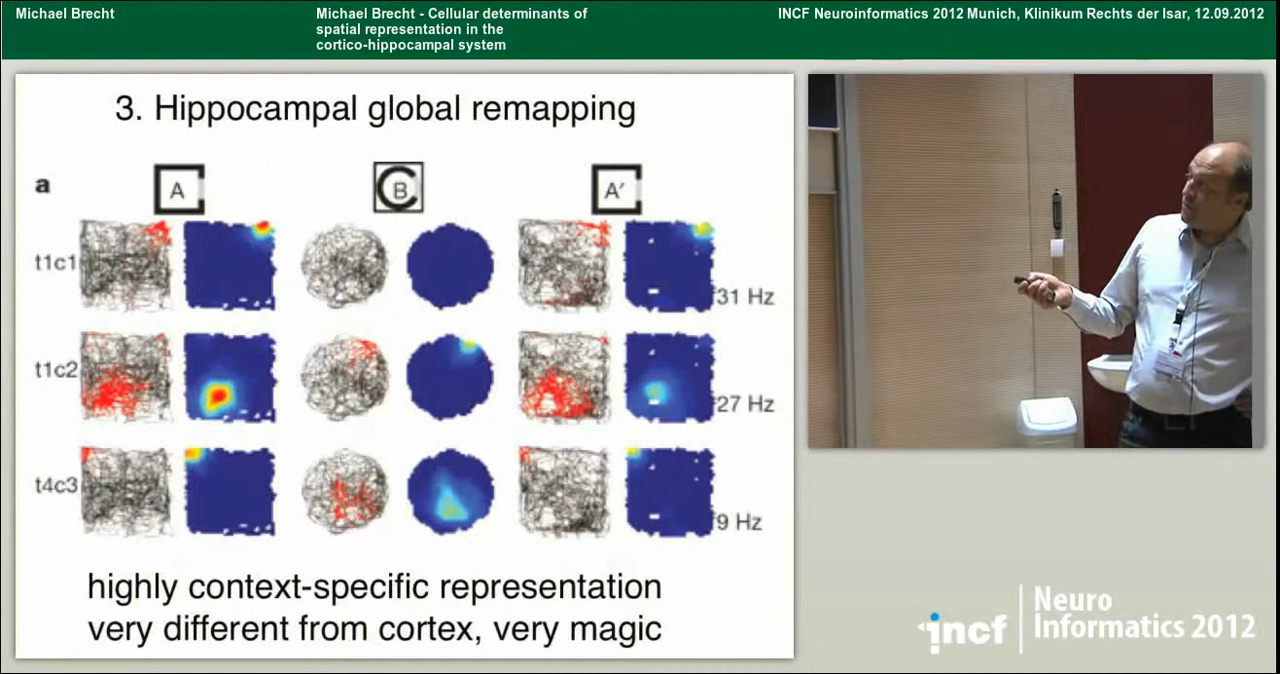 Michael Brecht
Michael Brecht - Cellular determinants of
spatial representation in the
cortico-hippocampal system
INCF Neuroinformatics 2012 Munich, Klinikum Rechts der Isar, 12.09.2012
3. Hippocampal global remapping
a
A
B
A′
t1c1
31 Hz
t1c2
27 Hz
t4c3
9 Hz
highly context-specific representation
very different from cortex, very magic
incf
Neuro
Informatics 2012